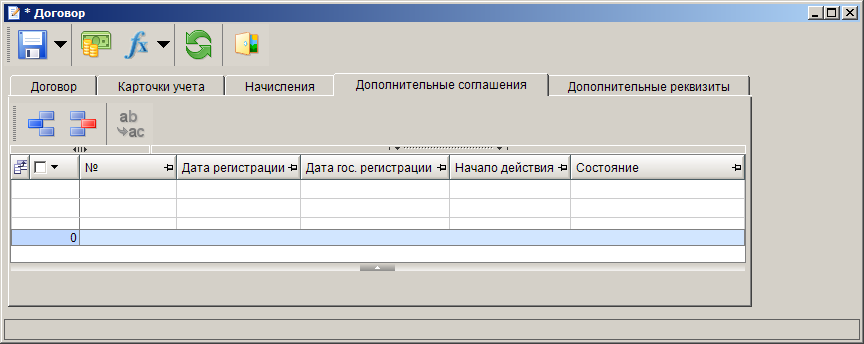 * Договор
fx
Договор
Карточки учета
Начисления
Дополнительные соглашения
Дополнительные реквизиты
ab
ac
№
Дата регистрации
Дата гос. регистрации
Начало действия
Состояние
0